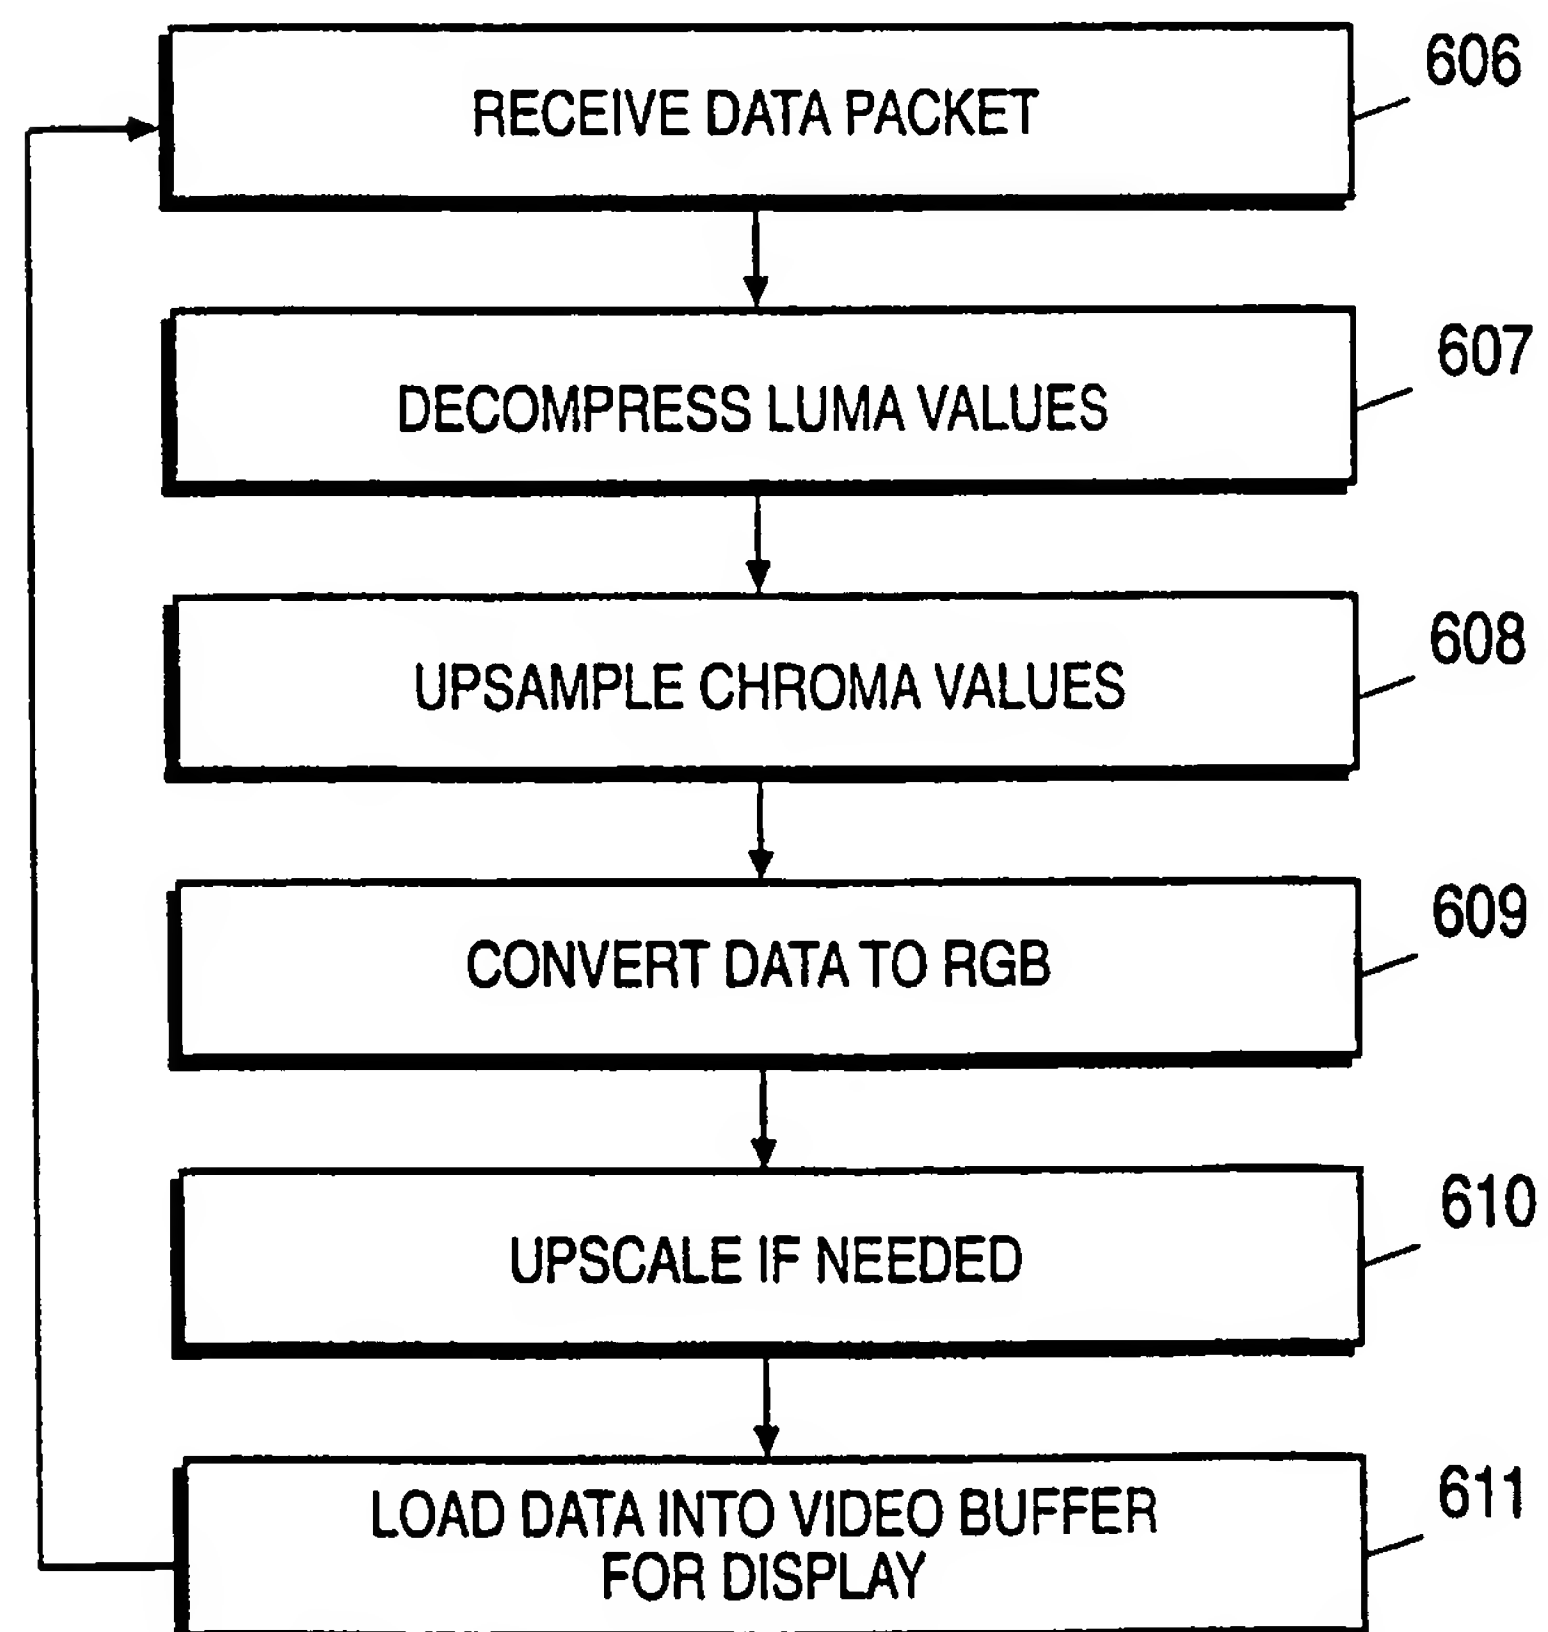 606
RECEIVE DATA PACKET
607
DECOMPRESS LUMA VALUES
608
UPSAMPLE CHROMA VALUES
609
CONVERT DATA TO RGB
610
UPSCALE IF NEEDED
611
LOAD DATA INTO VIDEO BUFFER
FOR DISPLAY